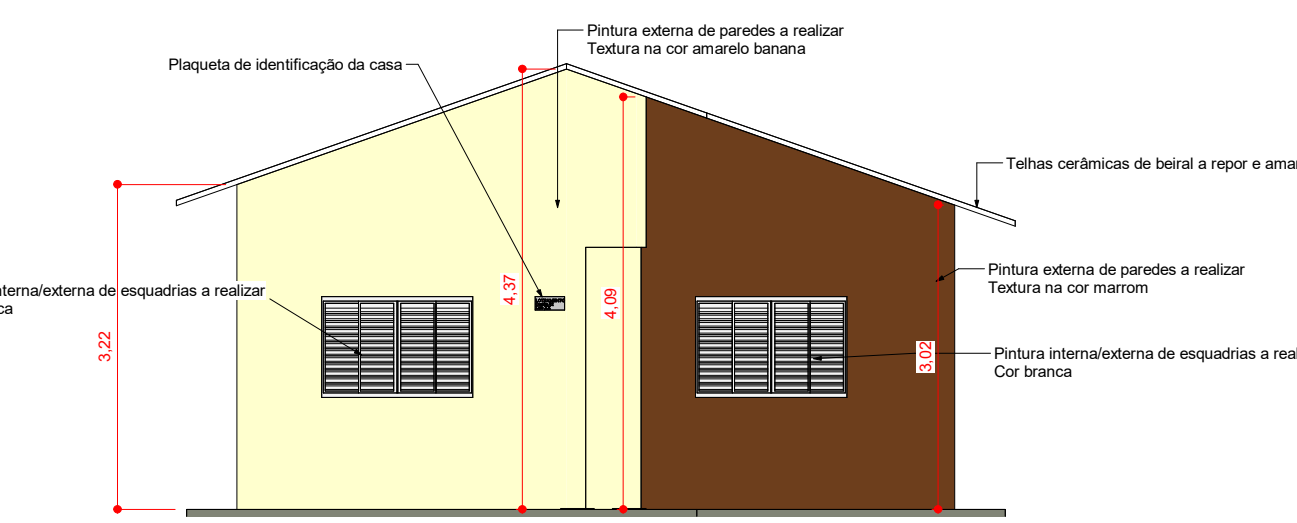 Pintura externa de paredes a realizar
Textura na cor amarelo banana
Plaqueta de identificação da casa
Telhas cerâmicas de beiral a repor e amar
Pintura externa de paredes a realizar
Textura na cor marrom
nterna/externa de esquadrias a realizar
ca
Pintura interna/externa de esquadrias a real
Cor branca
3,22
4,37
4,09
3,02